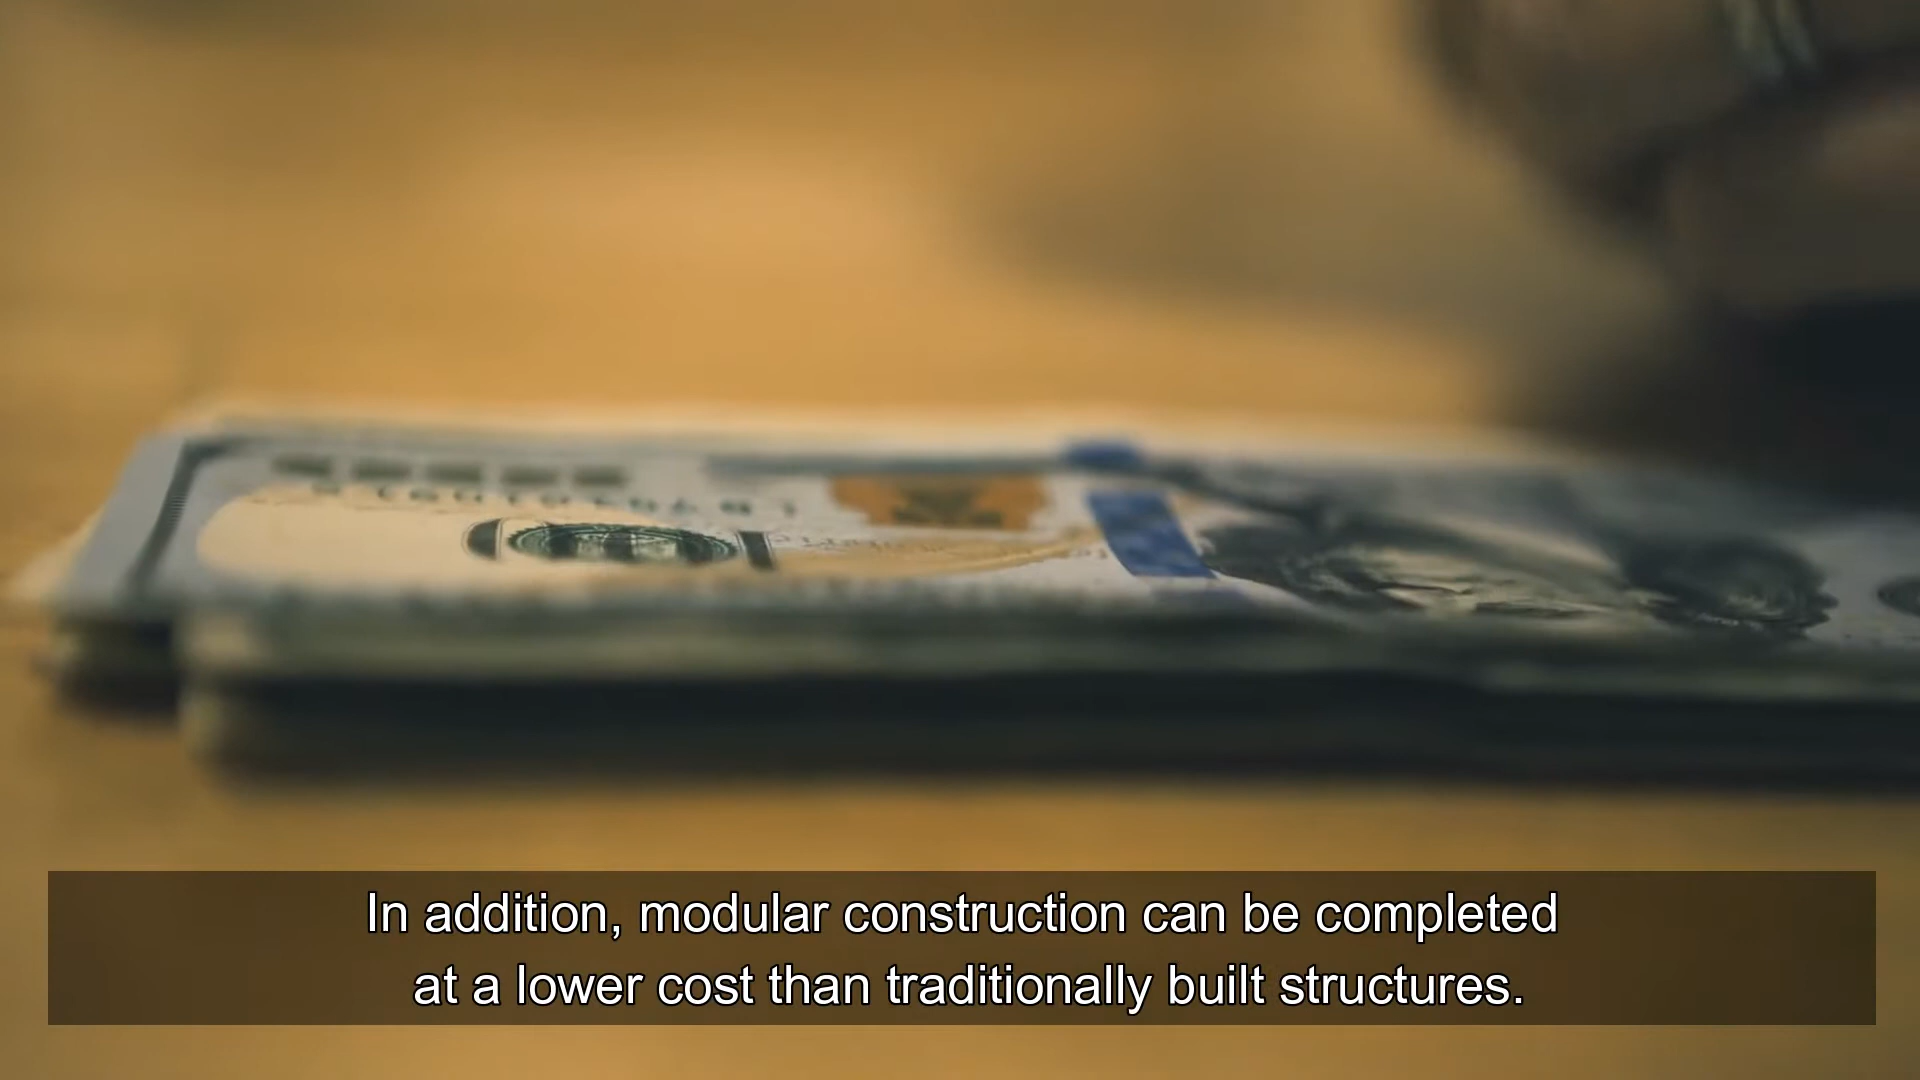 In addition, modular construction can be completed
at a lower cost than traditionally built structures.